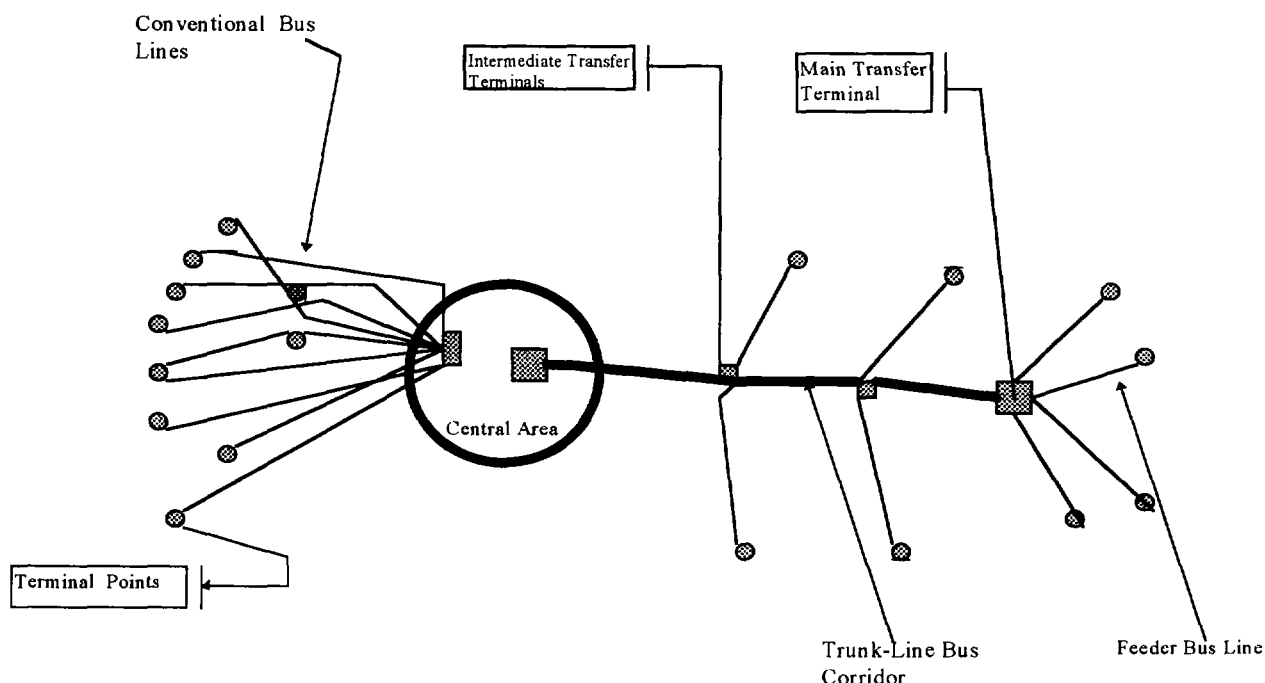 Conventional Bus
Lines
Intermediate Transfer
Terminals
Main Transfer
Terminal
Central Area
Terminal Points
Trunk-Line Bus
Corridor
Feeder Bus Line